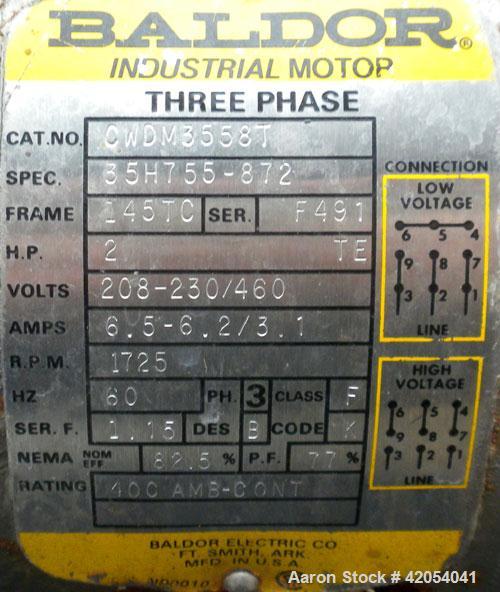 BALDOR®
INDUSTRIAL MOTOR
THREE PHASE
CAT.NO. CWDM3558T
SPEC. 35H755-872
FRAME 145TC SER. F491
H.P. 2 TE
VOLTS 208-230/460
AMPS 6.5-6.2/3.1
R.P.M. 1725
HZ 60 PH. 3 CLASS F
SER. F. 1.15 DES B CODE K
NEMA NOM EFF 82.5 % P.F. 77 %
RATING 40C AMB-CONT
CONNECTION
LOW
VOLTAGE
6 5 4
9 8 7
3 2 1
LINE
HIGH
VOLTAGE
6 5 4
9 8 7
3 2 1
LINE
BALDOR ELECTRIC CO
FT. SMITH, ARK.
MFD. IN U.S.A
Aaron Stock # 42054041